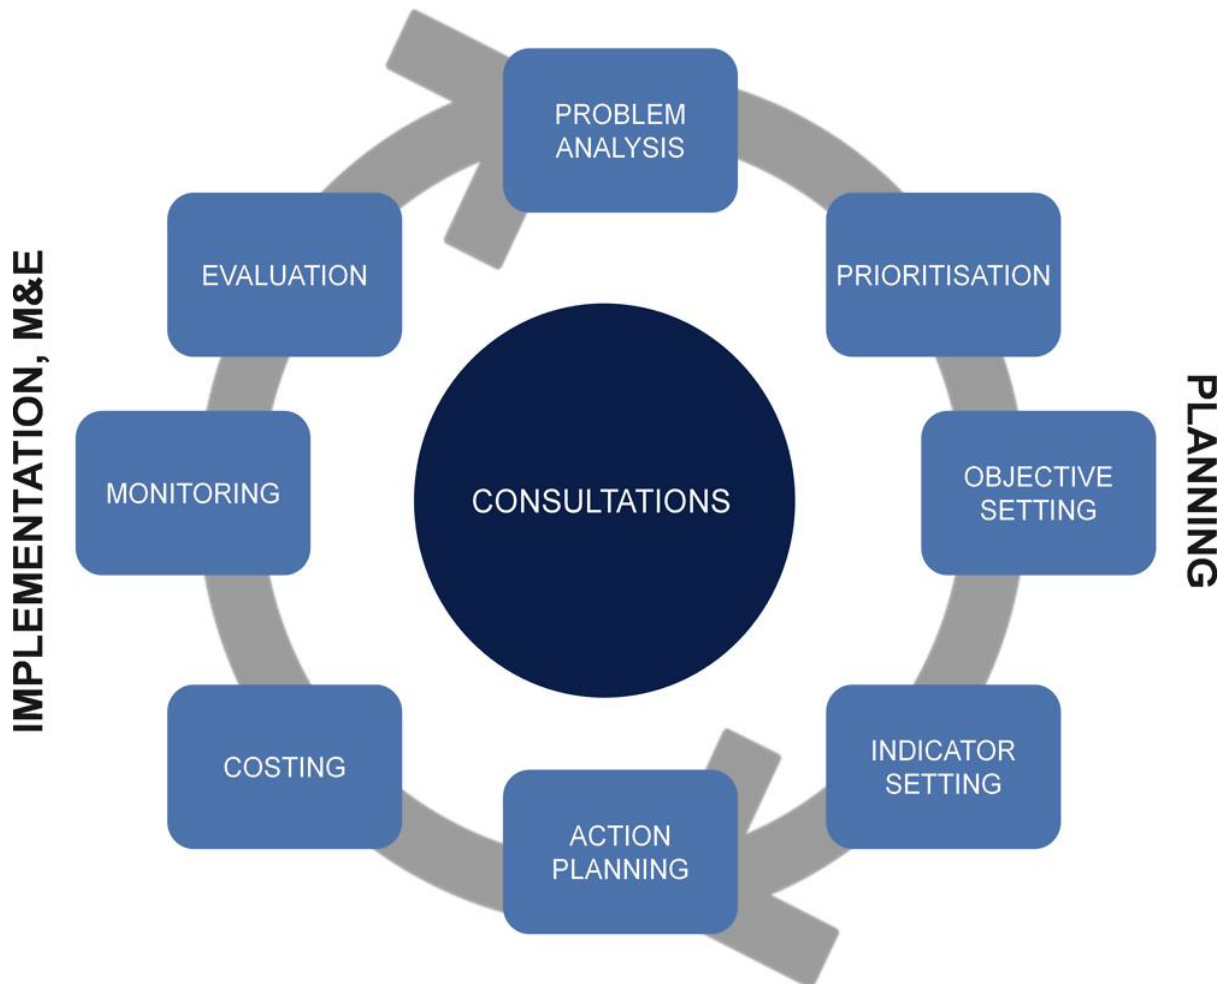 PROBLEM
ANALYSIS
PRIORITISATION
OBJECTIVE
SETTING
INDICATOR
SETTING
ACTION
PLANNING
COSTING
MONITORING
EVALUATION
CONSULTATIONS
PLANNING
IMPLEMENTATION, M&E